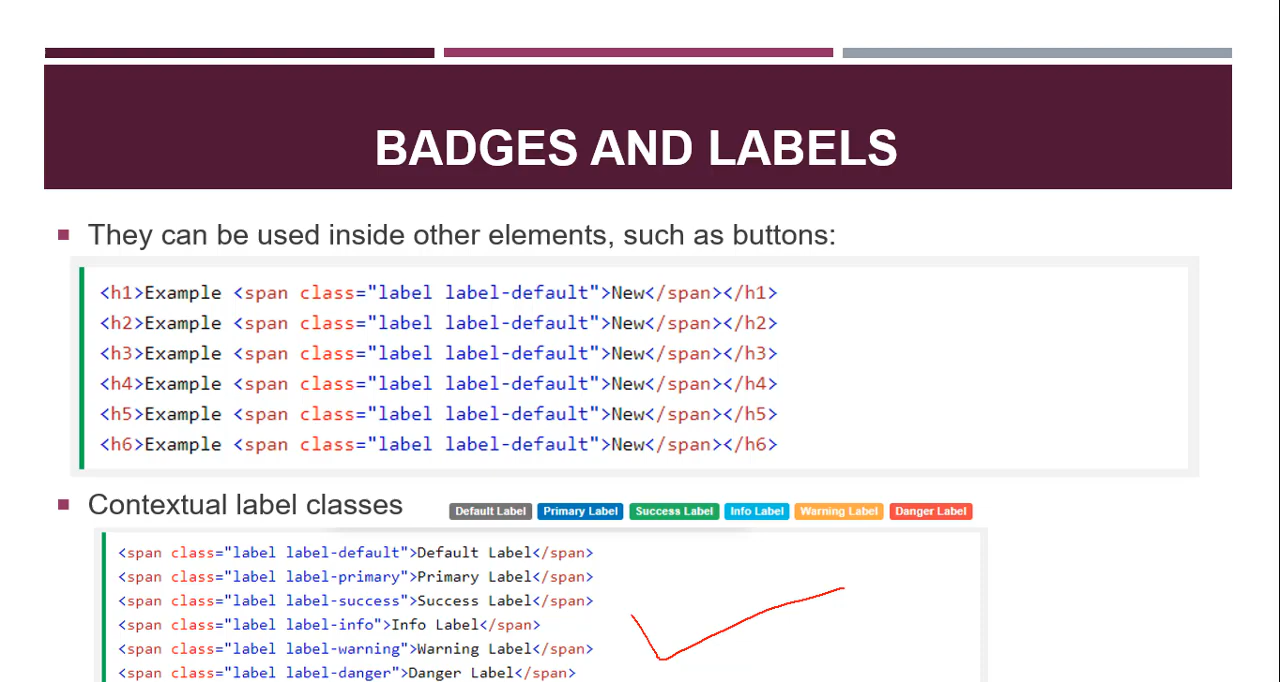 BADGES AND LABELS
They can be used inside other elements, such as buttons:
<h1>Example <span class="label label-default">New</span></h1>
<h2>Example <span class="label label-default">New</span></h2>
<h3>Example <span class="label label-default">New</span></h3>
<h4>Example <span class="label label-default">New</span></h4>
<h5>Example <span class="label label-default">New</span></h5>
<h6>Example <span class="label label-default">New</span></h6>
Contextual label classes
Default Label Primary Label Success Label Info Label Warning Label Danger Label
<span class="label label-default">Default Label</span>
<span class="label label-primary">Primary Label</span>
<span class="label label-success">Success Label</span>
<span class="label label-info">Info Label</span>
<span class="label label-warning">Warning Label</span>
<span class="label label-danger">Danger Label</span>